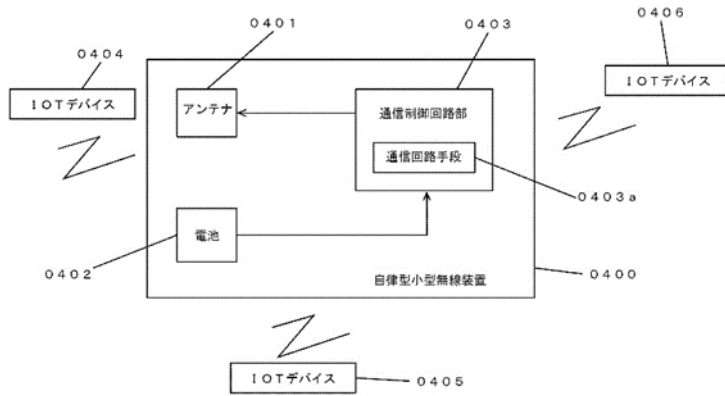 0401
0403
0406
0404
IOTデバイス
IOTデバイス
アンテナ
通信制御回路部
通信回路手段
0403a
電池
0402
自律型小型無線装置
0400
IOTデバイス
0405